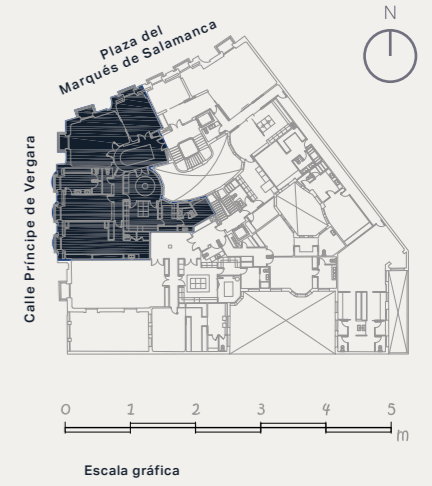 Plaza del
Marqués de Salamanca
N
Calle Príncipe de Vergara
0 1 2 3 4 5
m
Escala gráfica